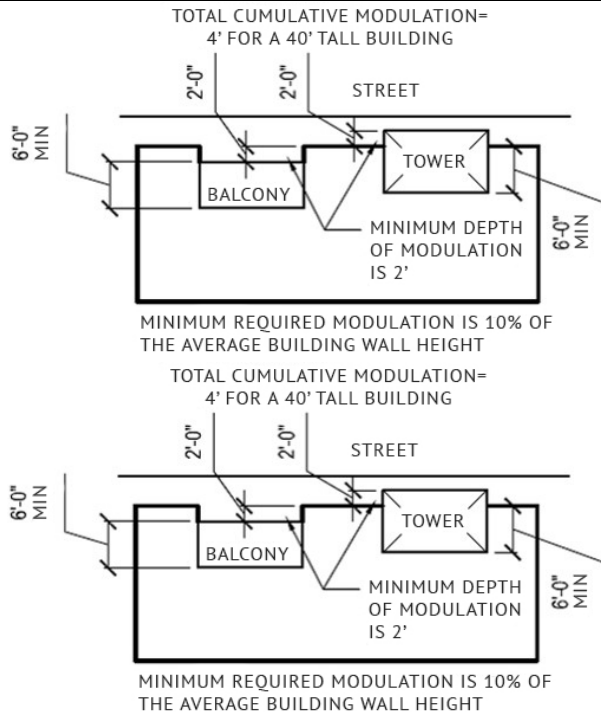 TOTAL CUMULATIVE MODULATION=
4' FOR A 40' TALL BUILDING
2'-0"
2'-0"
STREET
6'-0"
MIN
TOWER
BALCONY
6'-0"
MIN
MINIMUM DEPTH
OF MODULATION
IS 2'
MINIMUM REQUIRED MODULATION IS 10% OF
THE AVERAGE BUILDING WALL HEIGHT
TOTAL CUMULATIVE MODULATION=
4' FOR A 40' TALL BUILDING
2'-0"
2'-0"
STREET
6'-0"
MIN
TOWER
BALCONY
6'-0"
MIN
MINIMUM DEPTH
OF MODULATION
IS 2'
MINIMUM REQUIRED MODULATION IS 10% OF
THE AVERAGE BUILDING WALL HEIGHT